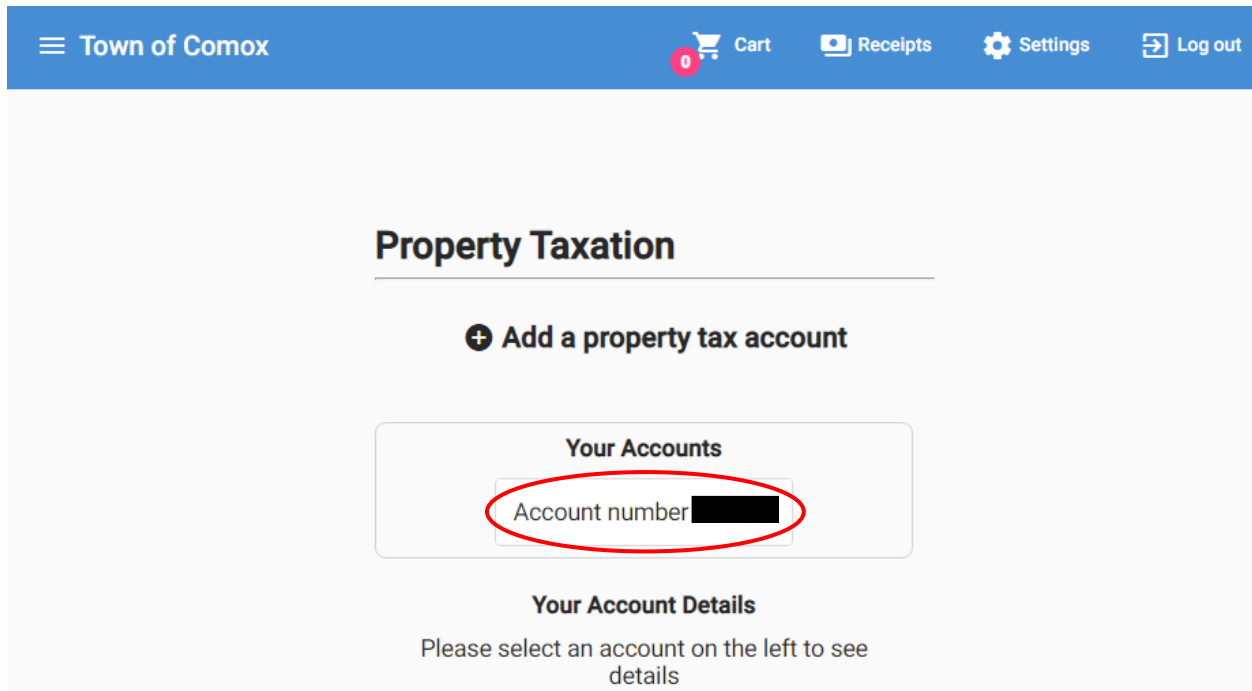 Town of Comox
0
Cart
Receipts
Settings
Log out
Property Taxation
Add a property tax account
Your Accounts
Account number
Your Account Details
Please select an account on the left to see
details